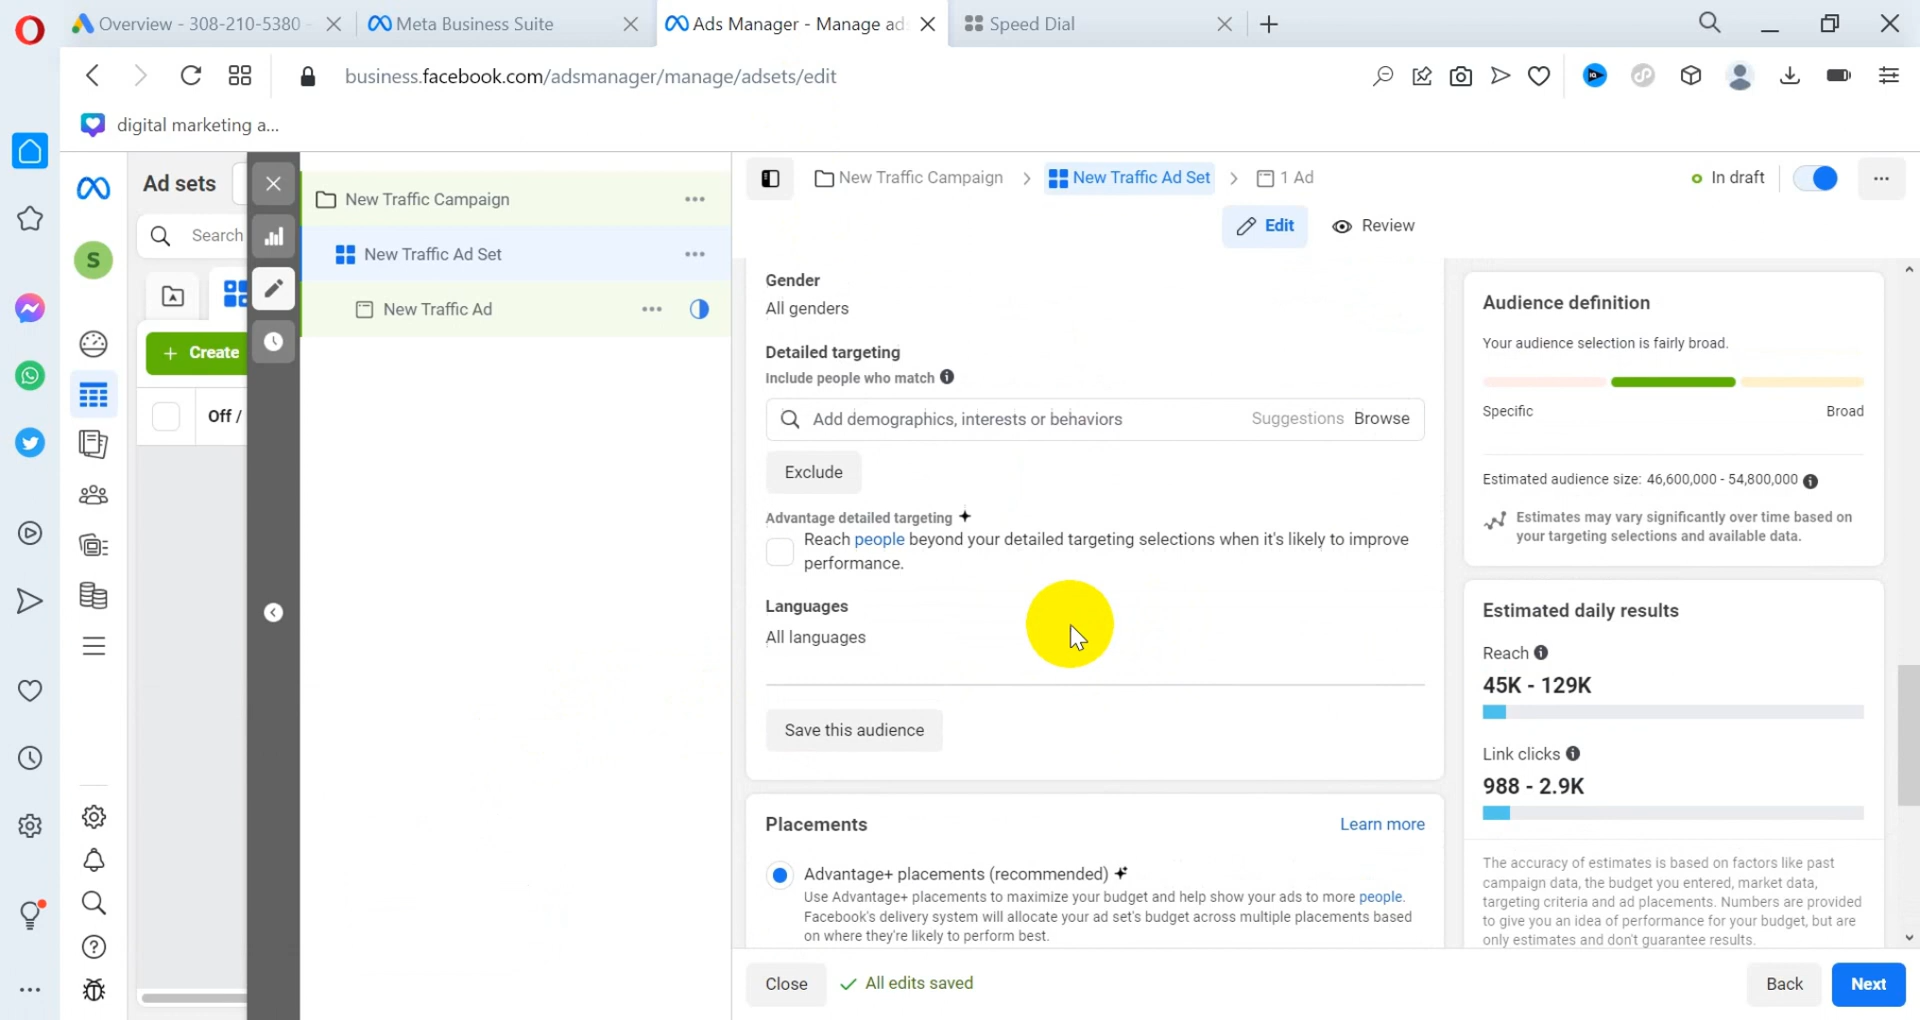 Overview - 308-210-5380 -
Meta Business Suite
Ads Manager - Manage ads
Speed Dial
business.facebook.com/adsmanager/manage/adsets/edit
digital marketing a...
Ad sets
Search
S
Create
Off /
New Traffic Campaign
New Traffic Ad Set
New Traffic Ad
New Traffic Campaign
New Traffic Ad Set
1 Ad
In draft
Edit
Review
Gender
All genders
Detailed targeting
Include people who match
Add demographics, interests or behaviors
Suggestions
Browse
Exclude
Advantage detailed targeting
Reach people beyond your detailed targeting selections when it's likely to improve
performance.
Languages
All languages
Save this audience
Placements
Learn more
Advantage+ placements (recommended)
Use Advantage+ placements to maximize your budget and help show your ads to more people.
Facebook's delivery system will allocate your ad set's budget across multiple placements based
on where they're likely to perform best.
Audience definition
Your audience selection is fairly broad.
Specific
Broad
Estimated audience size: 46,600,000 - 54,800,000
Estimates may vary significantly over time based on
your targeting selections and available data.
Estimated daily results
Reach
45K - 129K
Link clicks
988 - 2.9K
The accuracy of estimates is based on factors like past
campaign data, the budget you entered, market data,
targeting criteria and ad placements. Numbers are provided
to give you an idea of performance for your budget, but are
only estimates and don't guarantee results.
Close
All edits saved
Back
Next